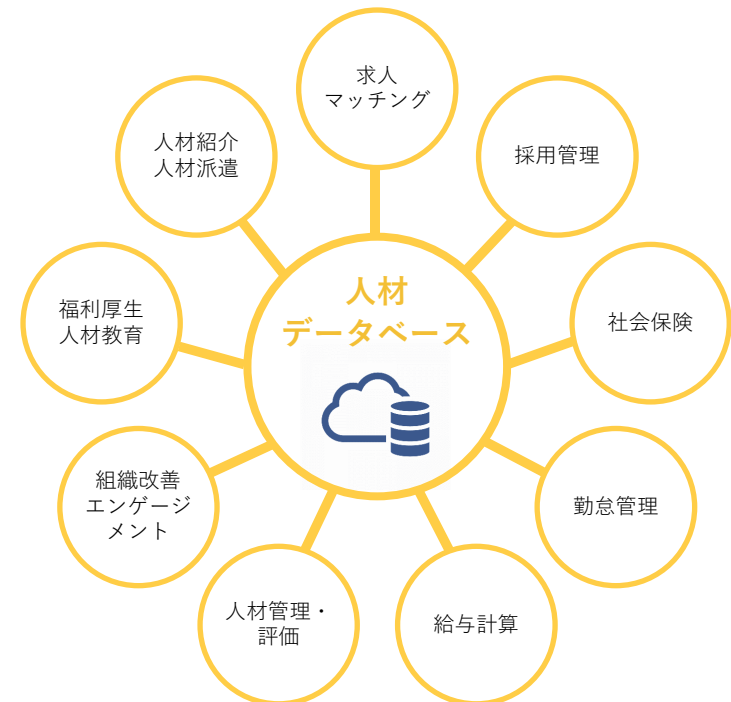 求人
マッチング
採用管理
社会保険
勤怠管理
給与計算
人材管理・
評価
組織改善
エンゲージ
メント
福利厚生
人材教育
人材紹介
人材派遣
人材
データベース